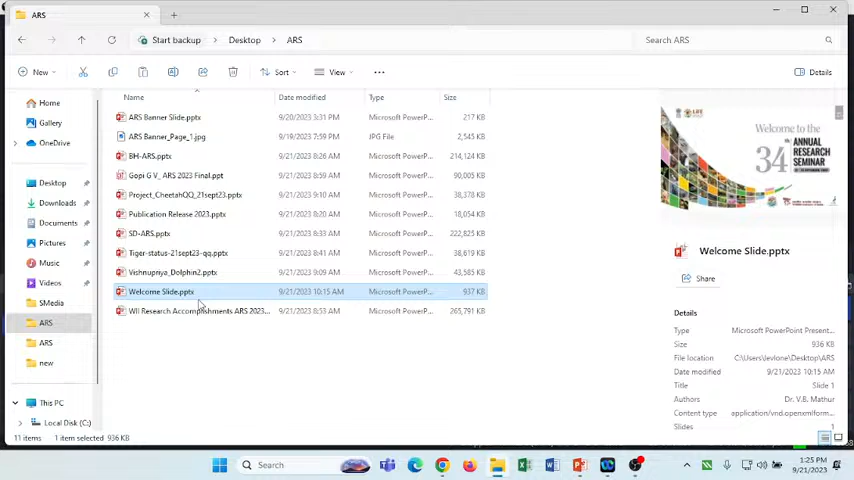 ARS
Start backup > Desktop > ARS
Search ARS
New
Sort
View
Details
Name
Date modified
Type
Size
Home
Gallery
OneDrive
Desktop
Downloads
Documents
Pictures
Music
Videos
SMedia
ARS
ARS
new
This PC
Local Disk (C:)
ARS Banner Slide.pptx 9/20/2023 3:31 PM Microsoft PowerP... 217 KB
ARS Banner_Page_1.jpg 9/19/2023 7:59 PM JPG File 2,545 KB
BH-ARS.pptx 9/21/2023 8:26 AM Microsoft PowerP... 214,124 KB
Gopi G V_ ARS 2023 Final.ppt 9/21/2023 9:15 AM Microsoft PowerP... 90,005 KB
Project_CheetahQQ_21sept23.pptx 9/21/2023 9:10 AM Microsoft PowerP... 38,378 KB
Publication Release 2023.pptx 9/21/2023 8:20 AM Microsoft PowerP... 18,054 KB
SD-ARS.pptx 9/21/2023 8:33 AM Microsoft PowerP... 222,825 KB
Tiger-status-21sept23-qq.pptx 9/21/2023 8:41 AM Microsoft PowerP... 38,619 KB
Vishnupriya_Dolphin2.pptx 9/21/2023 9:09 AM Microsoft PowerP... 43,585 KB
Welcome Slide.pptx 9/21/2023 10:15 AM Microsoft PowerP... 937 KB
WII Research Accomplishments ARS 2023... 9/21/2023 8:53 AM Microsoft PowerP... 265,791 KB
Welcome to the
34
ANNUAL
RESEARCH
SEMINAR
Welcome Slide.pptx
Share
Details
Type Microsoft PowerPoint Present...
Size 936 KB
File location C:\Users\levlone\Desktop\ARS
Date modified 9/21/2023 10:15 AM
Title Slide 1
Authors Dr. V.B. Mathur
Content type application/vnd.openxmlform...
Slides 1
11 items 1 item selected 936 KB
Search
1:25 PM
9/21/2023